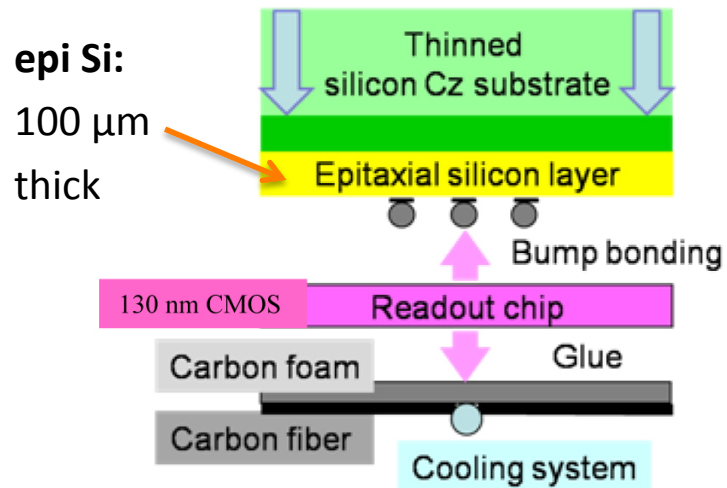 epi Si:
100 μm
thick
Thinned
silicon Cz substrate
Epitaxial silicon layer
Bump bonding
130 nm CMOS
Readout chip
Glue
Carbon foam
Carbon fiber
Cooling system